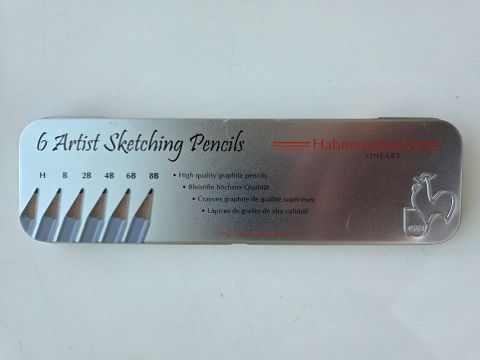 6 Artist Sketching Pencils
H B 2B 4B 6B 8B
• High quality graphite pencils
• Bleistifte höchster Qualität
• Crayons graphite de qualité supérieure
• Lápices de grafito de alta calidad
Hahnemühle
FINEART